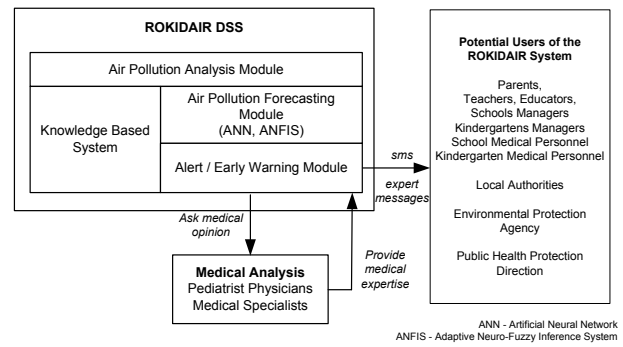 ROKIDAIR DSS
Air Pollution Analysis Module
Knowledge Based
System
Air Pollution Forecasting
Module
(ANN, ANFIS)
Alert / Early Warning Module
sms
expert
messages
Ask medical
opinion
Provide
medical
expertise
Medical Analysis
Pediatrist Physicians
Medical Specialists
Potential Users of the
ROKIDAIR System
Parents,
Teachers, Educators,
Schools Managers
Kindergartens Managers
School Medical Personnel
Kindergarten Medical Personnel
Local Authorities
Environmental Protection
Agency
Public Health Protection
Direction
ANN - Artificial Neural Network
ANFIS - Adaptive Neuro-Fuzzy Inference System